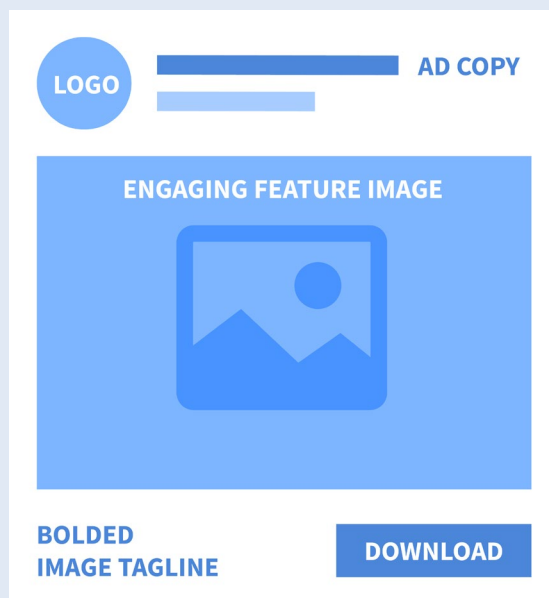 LOGO
AD COPY
ENGAGING FEATURE IMAGE
BOLDED
IMAGE TAGLINE
DOWNLOAD